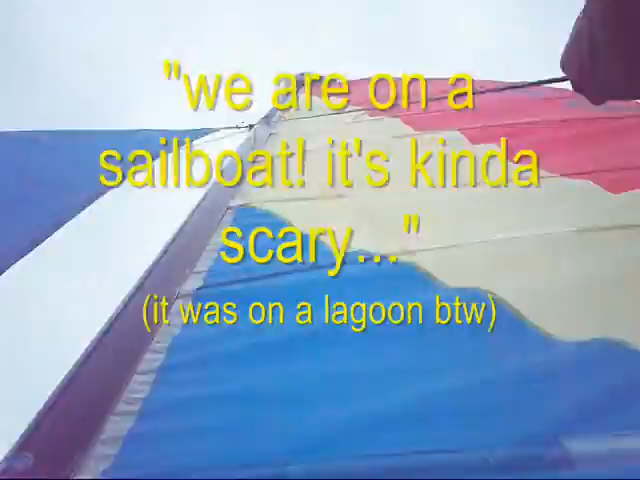 "we are on a
sailboat! it's kinda
scary..."
(it was on a lagoon btw)